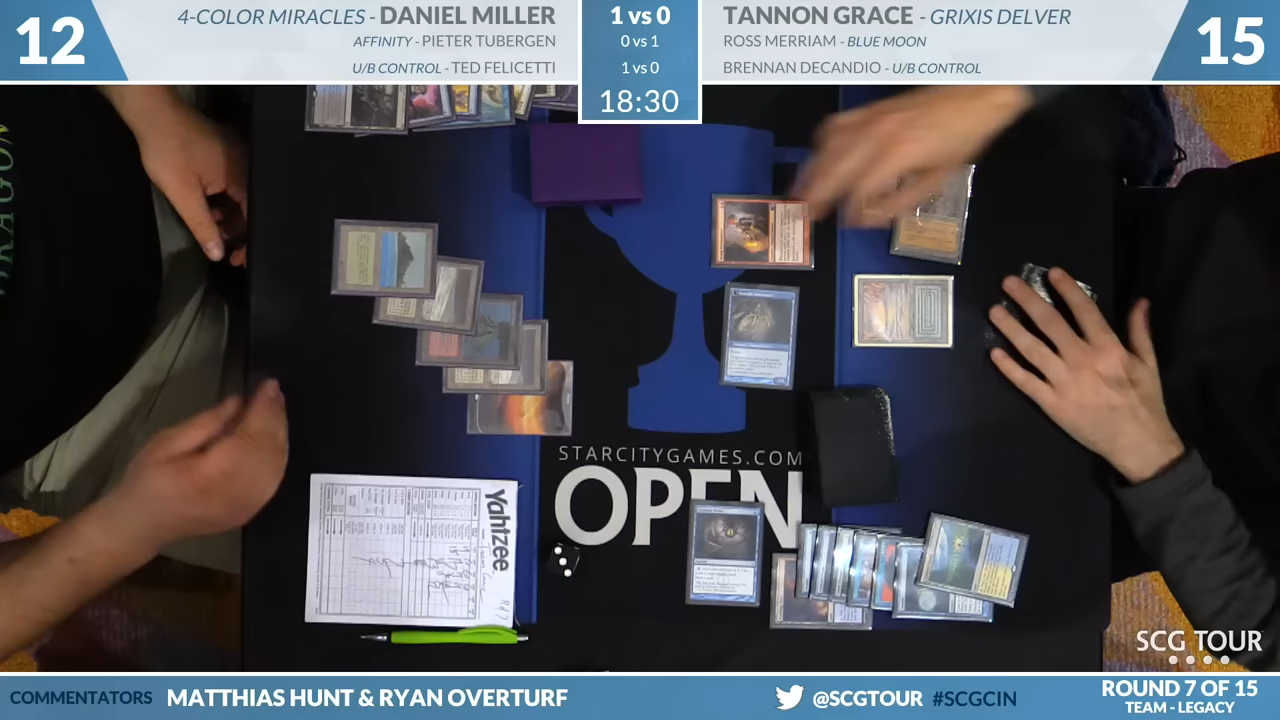 12
4-COLOR MIRACLES - DANIEL MILLER
AFFINITY - PIETER TUBERGEN
U/B CONTROL - TED FELICETTI
1 vs 0
0 vs 1
1 vs 0
18:30
TANNON GRACE - GRIXIS DELVER
ROSS MERRIAM - BLUE MOON
BRENNAN DECANDIO - U/B CONTROL
15
STARCITYGAMES.COM
OPEN
Yahtzee
SCG TOUR
COMMENTATORS MATTHIAS HUNT & RYAN OVERTURF
@SCGTOUR #SCGCIN
ROUND 7 OF 15
TEAM - LEGACY